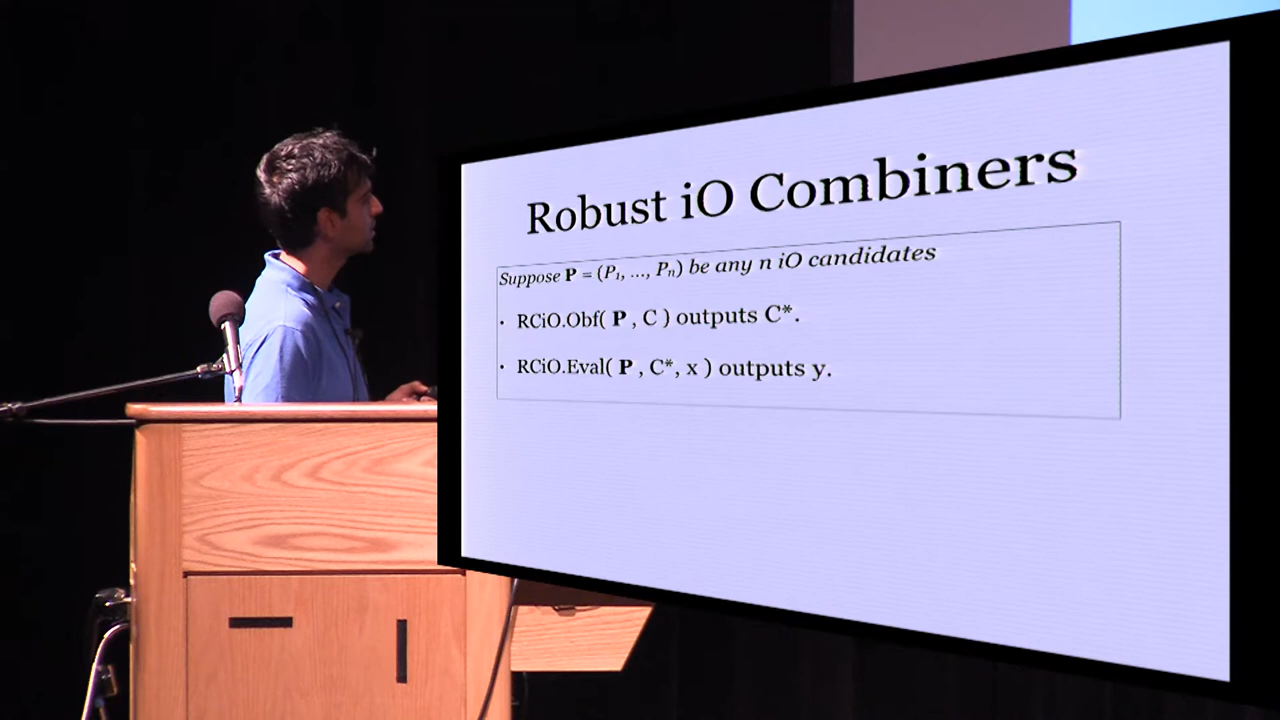 Robust iO Combiners
Suppose P = (P₁, ..., Pₙ) be any n iO candidates
· RCiO.Obf( P , C ) outputs C*.
· RCiO.Eval( P , C*, x ) outputs y.